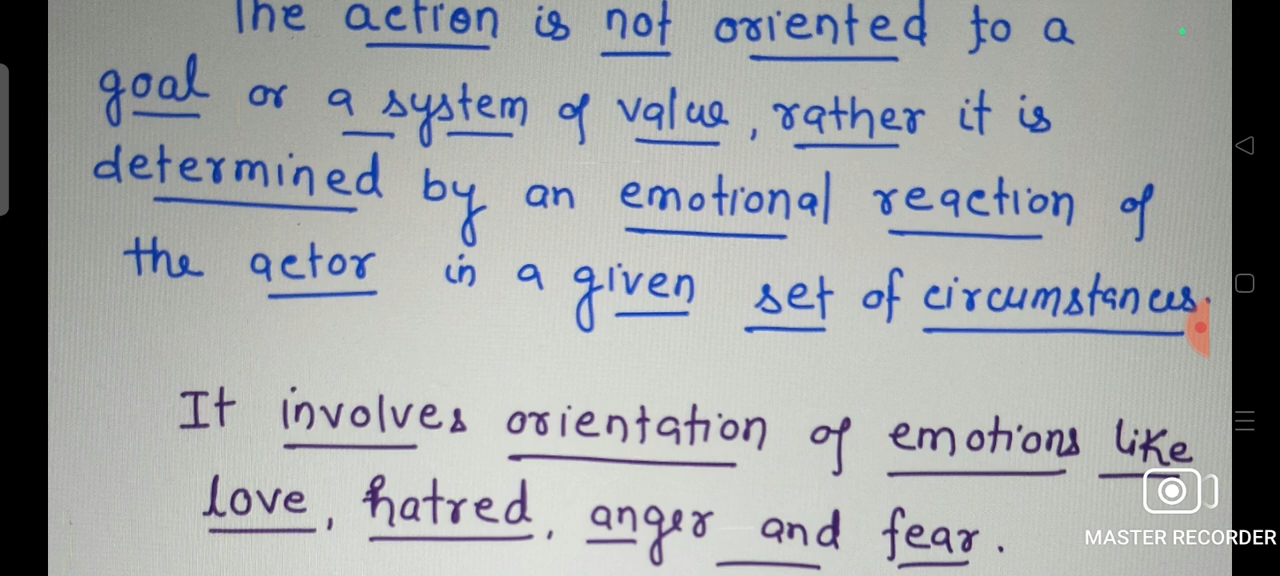 The action is not oriented to a
goal or a system of value, rather it is
determined by an emotional reaction of
the actor in a given set of circumstances.
It involves orientation of emotions like
love, hatred, anger and fear.
MASTER RECORDER